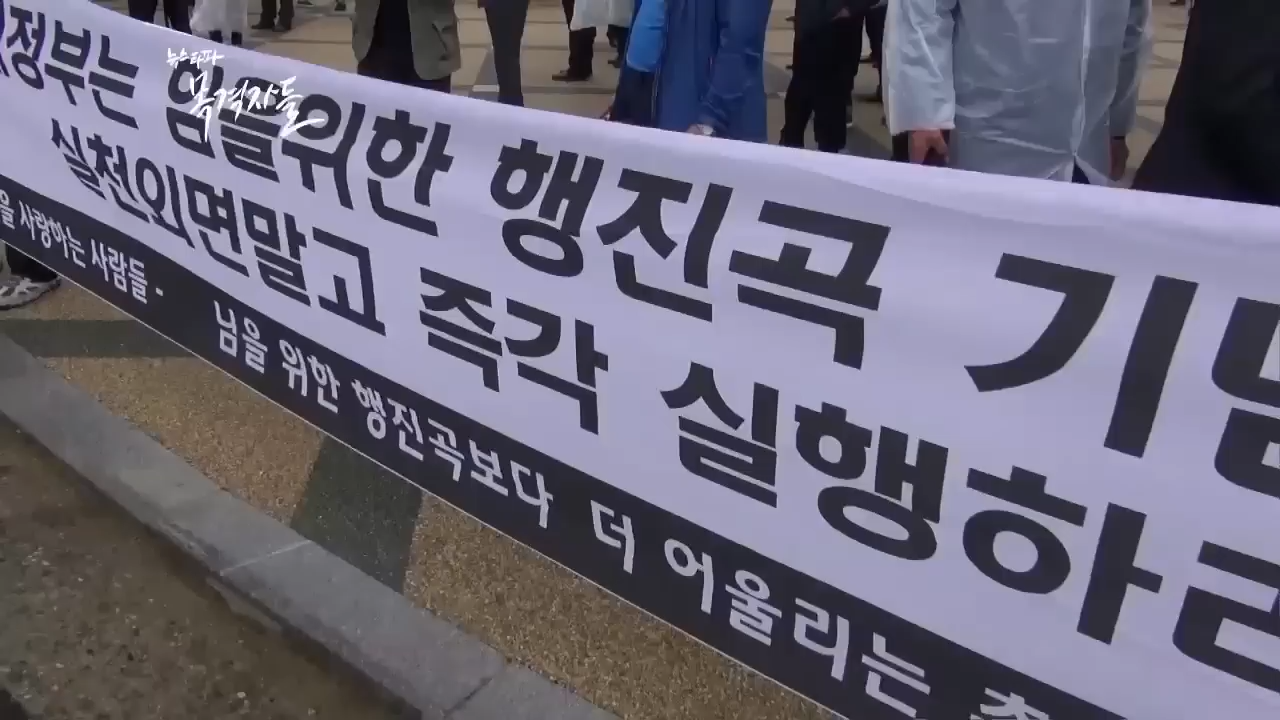 뉴스타파
목격자들
정부는 임을위한 행진곡 기념
실천외면말고 즉각 실행하라
을 사랑하는 사람들 -
님을 위한 행진곡보다 더 어울리는